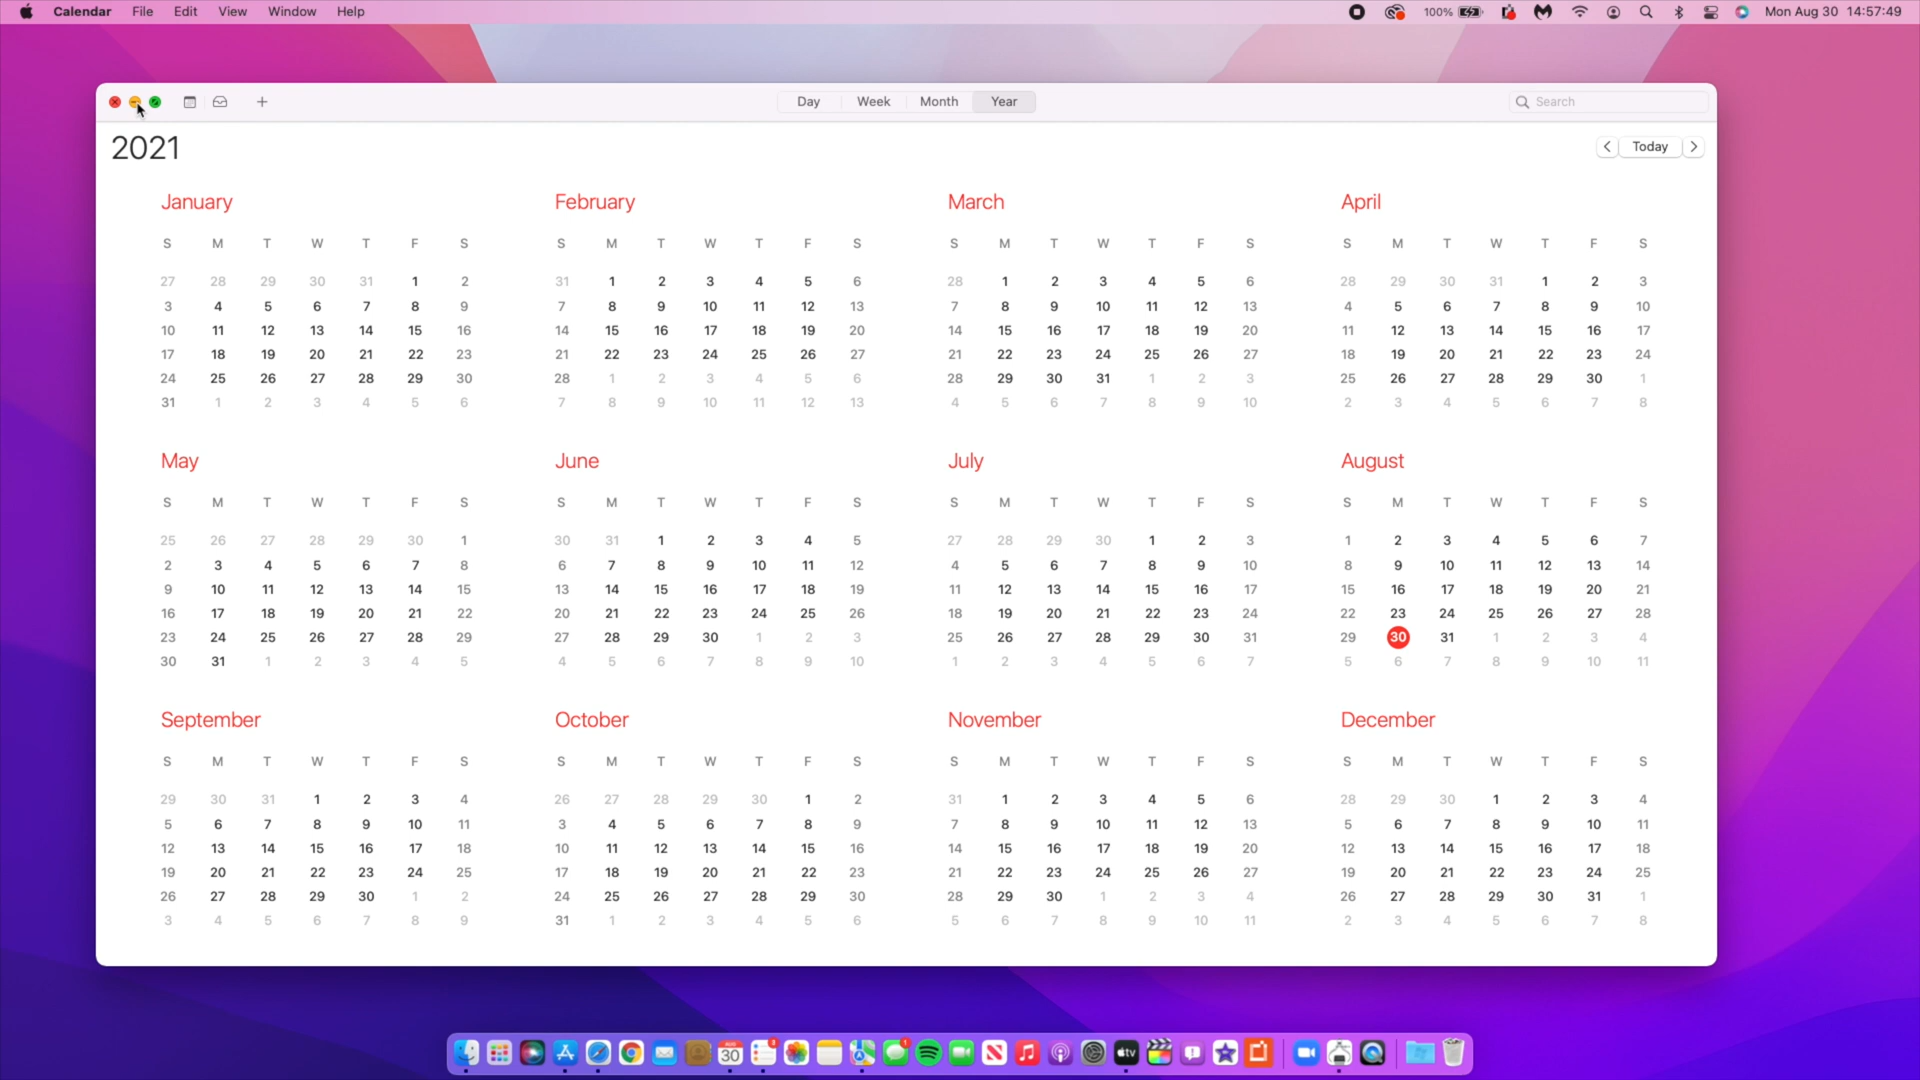 Calendar File Edit View Window Help 100% Mon Aug 30 14:57:49
Day Week Month Year Search
2021 Today
January February March April
S M T W T F S S M T W T F S S M T W T F S S M T W T F S
27 28 29 30 31 1 2 31 1 2 3 4 5 6 28 1 2 3 4 5 6 28 29 30 31 1 2 3
3 4 5 6 7 8 9 7 8 9 10 11 12 13 7 8 9 10 11 12 13 4 5 6 7 8 9 10
10 11 12 13 14 15 16 14 15 16 17 18 19 20 14 15 16 17 18 19 20 11 12 13 14 15 16 17
17 18 19 20 21 22 23 21 22 23 24 25 26 27 21 22 23 24 25 26 27 18 19 20 21 22 23 24
24 25 26 27 28 29 30 28 1 2 3 4 5 6 28 29 30 31 1 2 3 25 26 27 28 29 30 1
31 1 2 3 4 5 6 7 8 9 10 11 12 13 4 5 6 7 8 9 10 2 3 4 5 6 7 8
May June July August
S M T W T F S S M T W T F S S M T W T F S S M T W T F S
25 26 27 28 29 30 1 30 31 1 2 3 4 5 27 28 29 30 1 2 3 1 2 3 4 5 6 7
2 3 4 5 6 7 8 6 7 8 9 10 11 12 4 5 6 7 8 9 10 8 9 10 11 12 13 14
9 10 11 12 13 14 15 13 14 15 16 17 18 19 11 12 13 14 15 16 17 15 16 17 18 19 20 21
16 17 18 19 20 21 22 20 21 22 23 24 25 26 18 19 20 21 22 23 24 22 23 24 25 26 27 28
23 24 25 26 27 28 29 27 28 29 30 1 2 3 25 26 27 28 29 30 31 29 30 31 1 2 3 4
30 31 1 2 3 4 5 4 5 6 7 8 9 10 1 2 3 4 5 6 7 5 6 7 8 9 10 11
September October November December
S M T W T F S S M T W T F S S M T W T F S S M T W T F S
29 30 31 1 2 3 4 26 27 28 29 30 1 2 31 1 2 3 4 5 6 28 29 30 1 2 3 4
5 6 7 8 9 10 11 3 4 5 6 7 8 9 7 8 9 10 11 12 13 5 6 7 8 9 10 11
12 13 14 15 16 17 18 10 11 12 13 14 15 16 14 15 16 17 18 19 20 12 13 14 15 16 17 18
19 20 21 22 23 24 25 17 18 19 20 21 22 23 21 22 23 24 25 26 27 19 20 21 22 23 24 25
26 27 28 29 30 1 2 24 25 26 27 28 29 30 28 29 30 1 2 3 4 26 27 28 29 30 31 1
3 4 5 6 7 8 9 31 1 2 3 4 5 6 5 6 7 8 9 10 11 2 3 4 5 6 7 8
AUG 30 3 1 tv